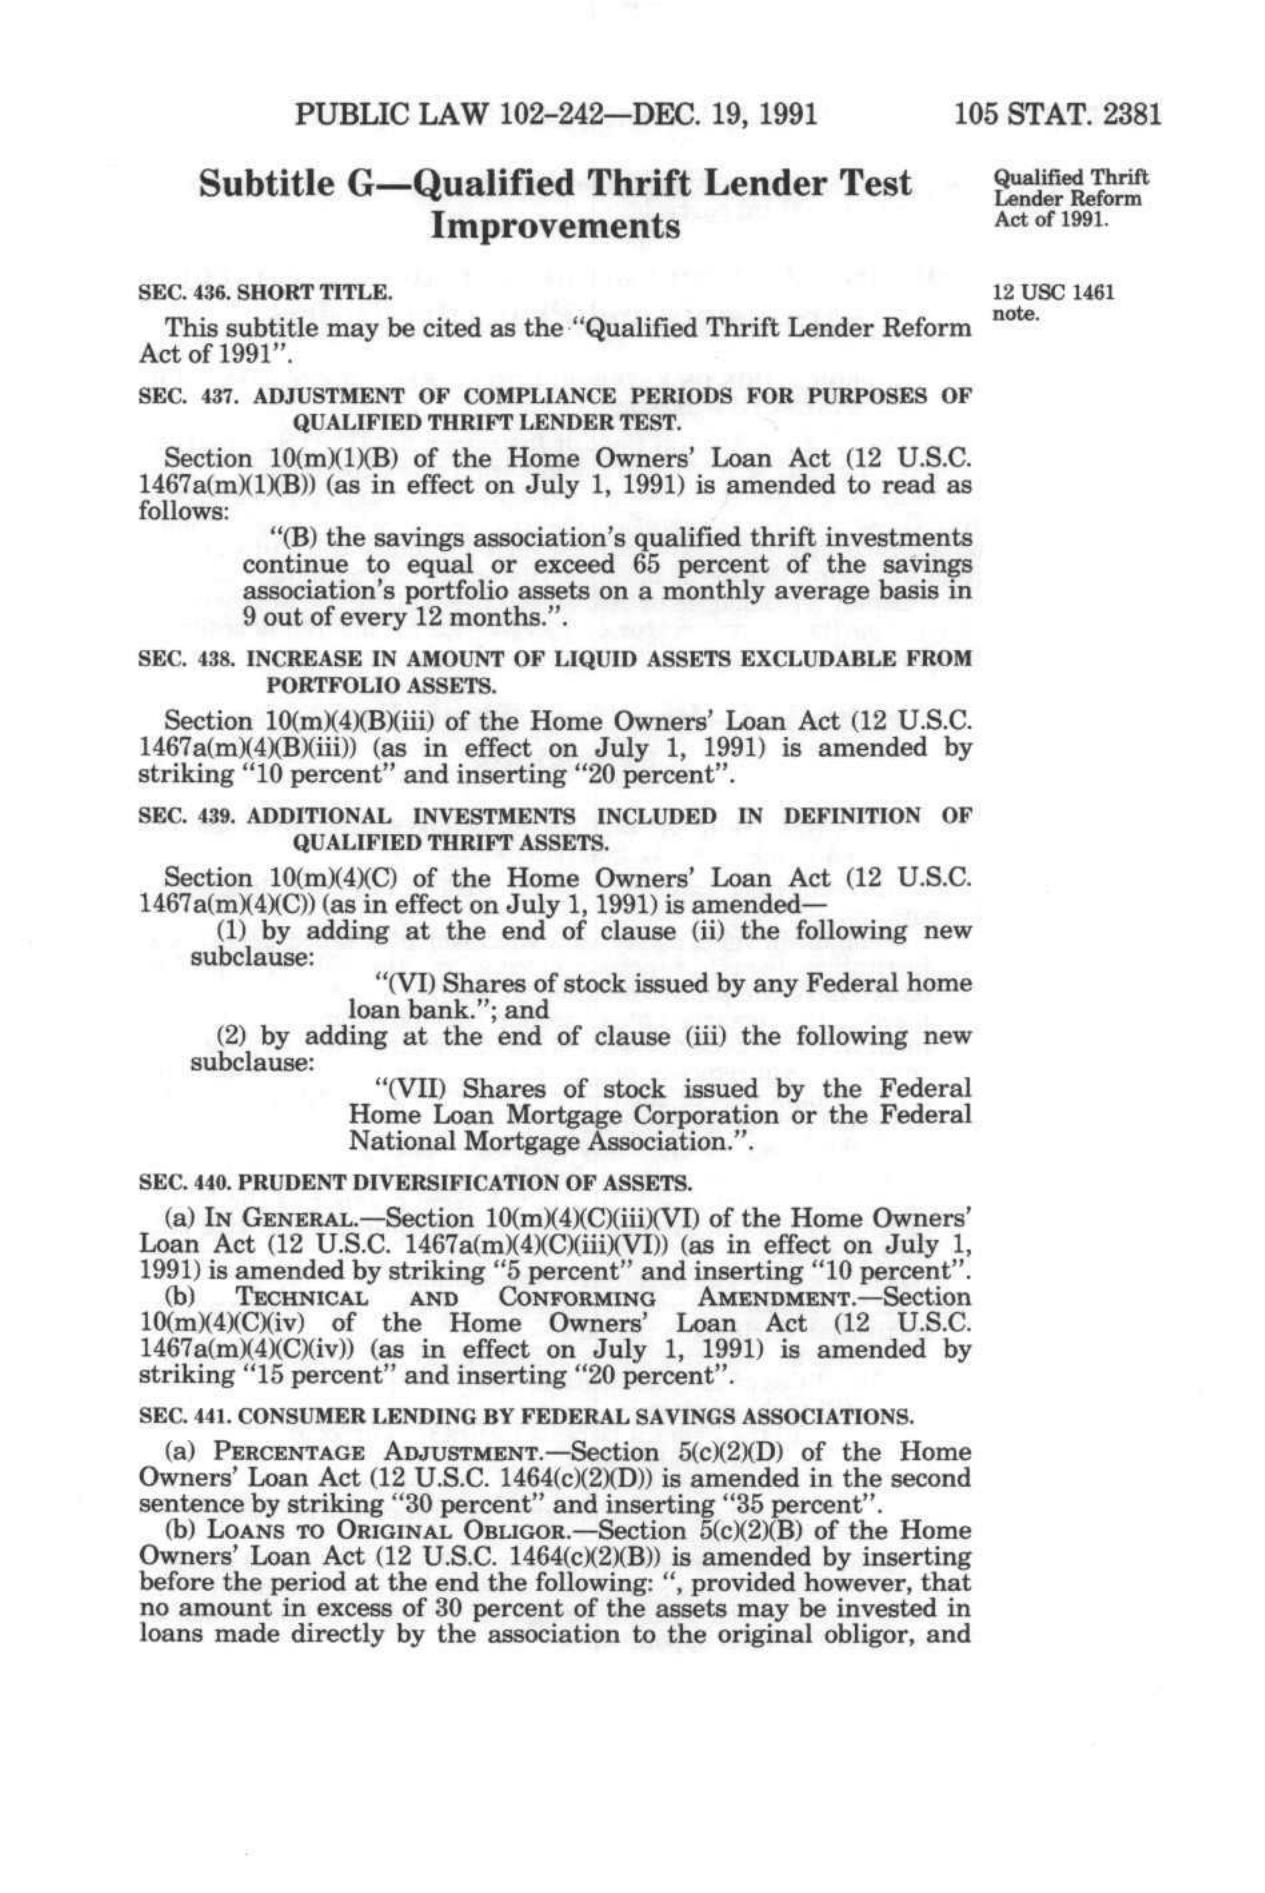 PUBLIC LAW 102–242—DEC. 19, 1991 105 STAT. 2381
Subtitle G—Qualified Thrift Lender Test
Improvements
Qualified Thrift
Lender Reform
Act of 1991.
SEC. 436. SHORT TITLE.
12 USC 1461
note.
This subtitle may be cited as the "Qualified Thrift Lender Reform
Act of 1991".
SEC. 437. ADJUSTMENT OF COMPLIANCE PERIODS FOR PURPOSES OF
QUALIFIED THRIFT LENDER TEST.
Section 10(m)(1)(B) of the Home Owners' Loan Act (12 U.S.C.
1467a(m)(1)(B)) (as in effect on July 1, 1991) is amended to read as
follows:
"(B) the savings association's qualified thrift investments
continue to equal or exceed 65 percent of the savings
association's portfolio assets on a monthly average basis in
9 out of every 12 months.".
SEC. 438. INCREASE IN AMOUNT OF LIQUID ASSETS EXCLUDABLE FROM
PORTFOLIO ASSETS.
Section 10(m)(4)(B)(iii) of the Home Owners' Loan Act (12 U.S.C.
1467a(m)(4)(B)(iii)) (as in effect on July 1, 1991) is amended by
striking "10 percent" and inserting "20 percent".
SEC. 439. ADDITIONAL INVESTMENTS INCLUDED IN DEFINITION OF
QUALIFIED THRIFT ASSETS.
Section 10(m)(4)(C) of the Home Owners' Loan Act (12 U.S.C.
1467a(m)(4)(C)) (as in effect on July 1, 1991) is amended—
(1) by adding at the end of clause (ii) the following new
subclause:
"(VI) Shares of stock issued by any Federal home
loan bank."; and
(2) by adding at the end of clause (iii) the following new
subclause:
"(VII) Shares of stock issued by the Federal
Home Loan Mortgage Corporation or the Federal
National Mortgage Association.".
SEC. 440. PRUDENT DIVERSIFICATION OF ASSETS.
(a) IN GENERAL.—Section 10(m)(4)(C)(iii)(VI) of the Home Owners'
Loan Act (12 U.S.C. 1467a(m)(4)(C)(iii)(VI)) (as in effect on July 1,
1991) is amended by striking "5 percent" and inserting "10 percent".
(b) TECHNICAL AND CONFORMING AMENDMENT.—Section
10(m)(4)(C)(iv) of the Home Owners' Loan Act (12 U.S.C.
1467a(m)(4)(C)(iv)) (as in effect on July 1, 1991) is amended by
striking "15 percent" and inserting "20 percent".
SEC. 441. CONSUMER LENDING BY FEDERAL SAVINGS ASSOCIATIONS.
(a) PERCENTAGE ADJUSTMENT.—Section 5(c)(2)(D) of the Home
Owners' Loan Act (12 U.S.C. 1464(c)(2)(D)) is amended in the second
sentence by striking "30 percent" and inserting "35 percent".
(b) LOANS TO ORIGINAL OBLIGOR.—Section 5(c)(2)(B) of the Home
Owners' Loan Act (12 U.S.C. 1464(c)(2)(B)) is amended by inserting
before the period at the end the following: ", provided however, that
no amount in excess of 30 percent of the assets may be invested in
loans made directly by the association to the original obligor, and